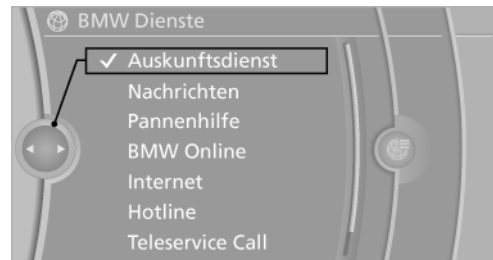 BMW Dienste
✓ Auskunftsdienst
Nachrichten
Pannenhilfe
BMW Online
Internet
Hotline
Teleservice Call